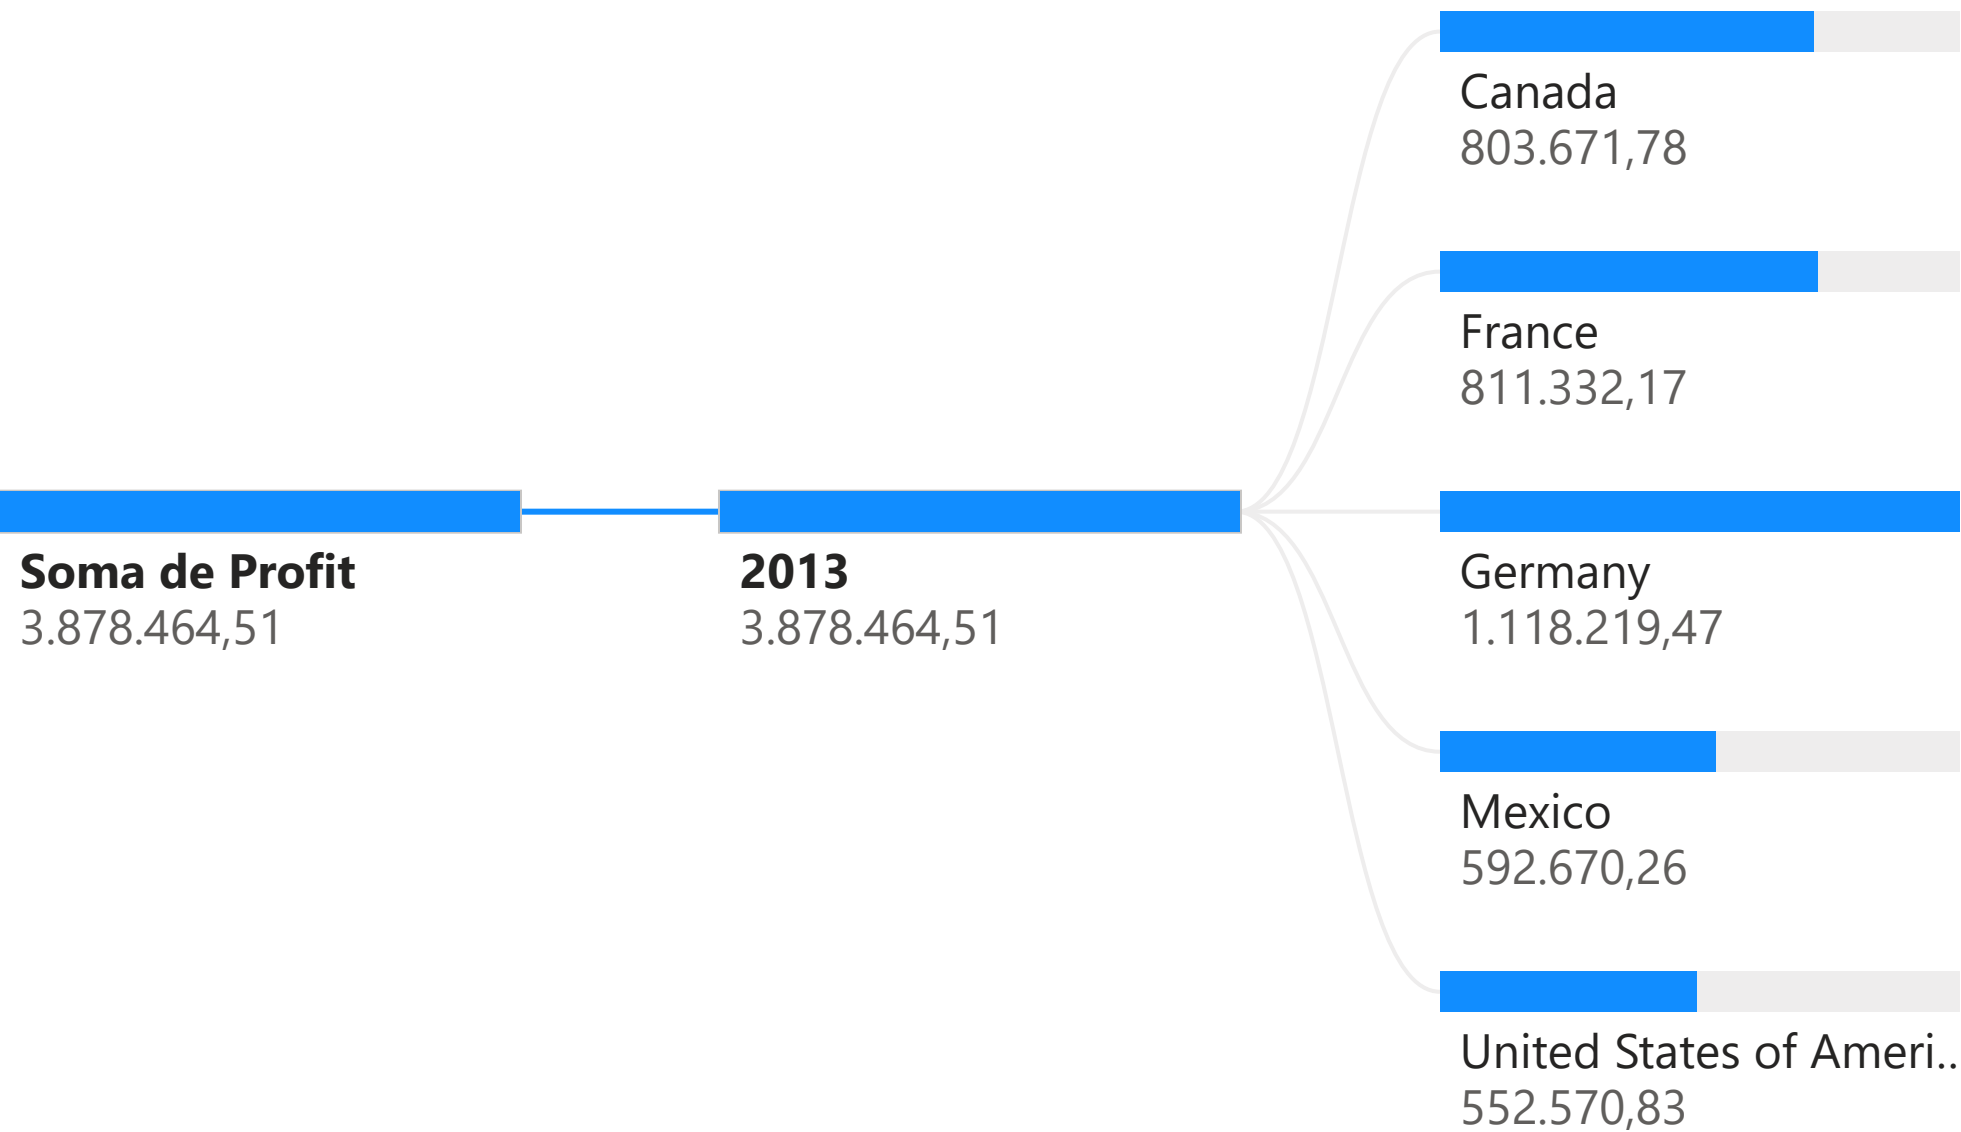 Soma de Profit
3.878.464,51
2013
3.878.464,51
Canada
803.671,78
France
811.332,17
Germany
1.118.219,47
Mexico
592.670,26
United States of Ameri..
552.570,83